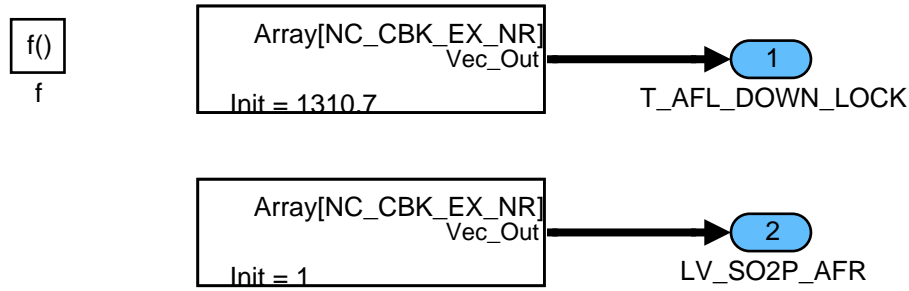 f()
f
Array[NC_CBK_EX_NR]
Vec_Out
Init = 1310.7
1
T_AFL_DOWN_LOCK
Array[NC_CBK_EX_NR]
Vec_Out
Init = 1
2
LV_SO2P_AFR